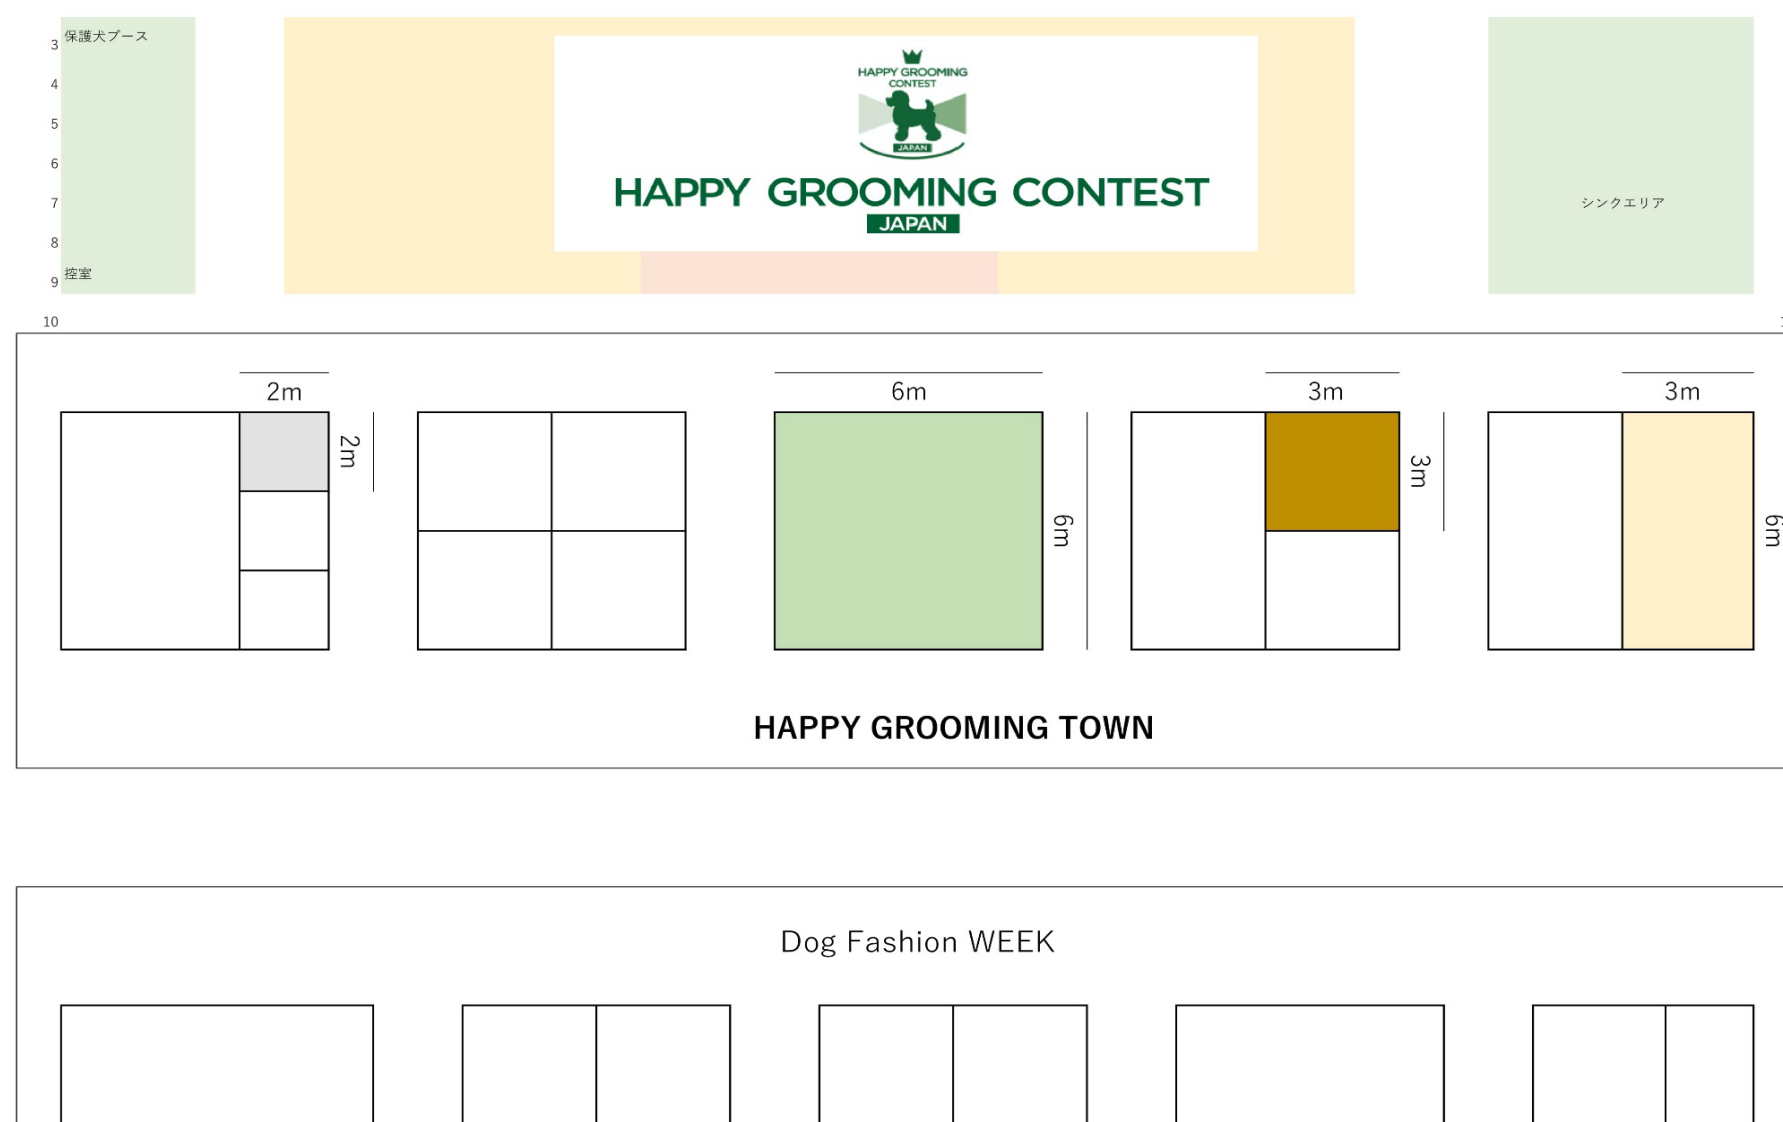 保護犬ブース
3
4
5
6
7
8
9
10
控室
HAPPY GROOMING
CONTEST
JAPAN
HAPPY GROOMING CONTEST
JAPAN
シンクエリア
2m
6m
3m
3m
2m
6m
3m
6m
HAPPY GROOMING TOWN
Dog Fashion WEEK